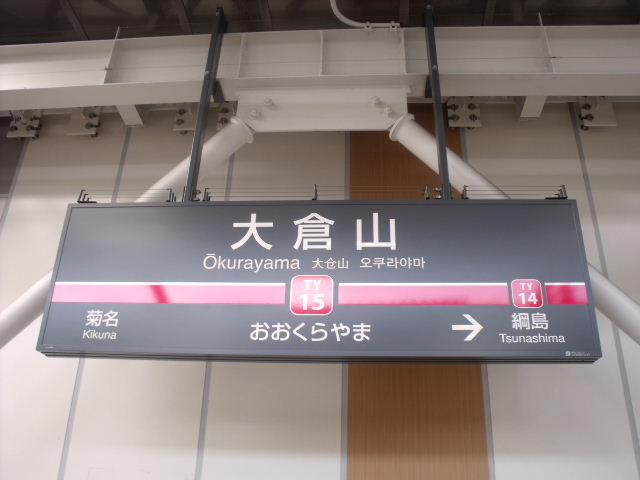 大倉山
Ōkurayama 大仓山 오쿠라야마
TY 15
TY 14
菊名
Kikuna
おおくらやま
→
綱島
Tsunashima